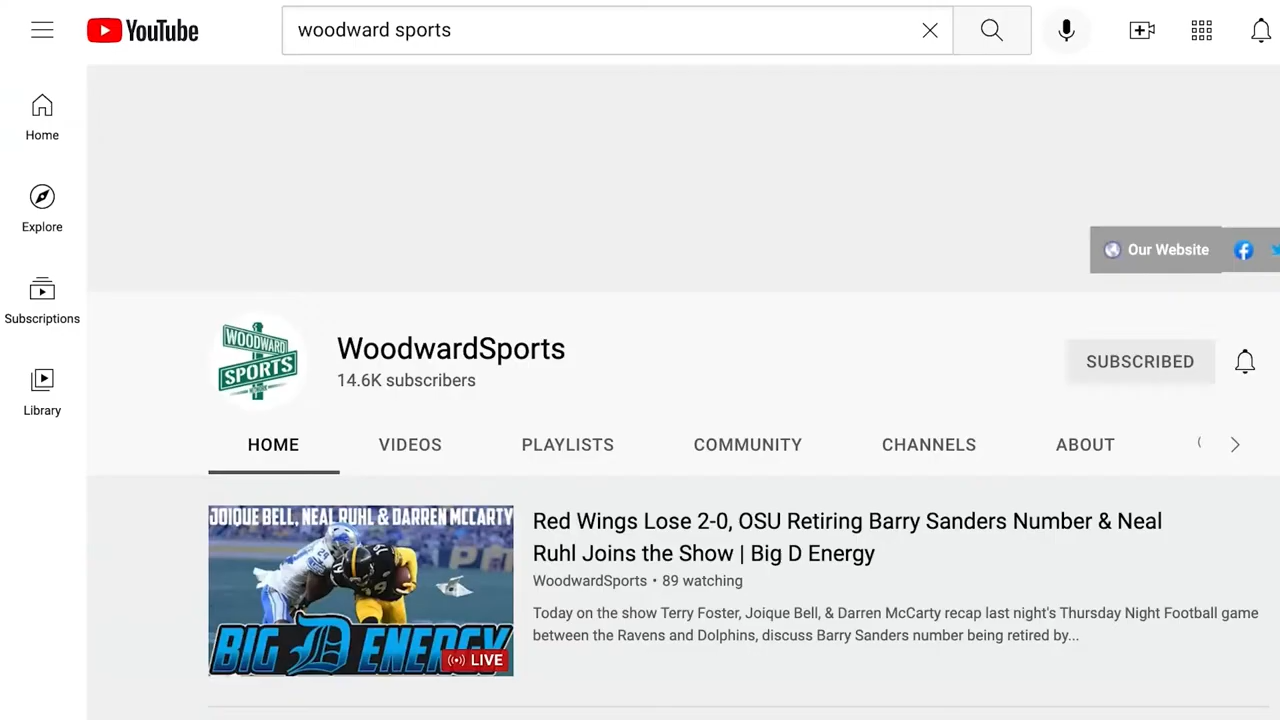 YouTube
woodward sports
Home
Explore
Subscriptions
Library
Our Website
WOODWARD
SPORTS
WoodwardSports
14.6K subscribers
SUBSCRIBED
HOME
VIDEOS
PLAYLISTS
COMMUNITY
CHANNELS
ABOUT
JOIQUE BELL, NEAL RUHL & DARREN MCCARTY
BIG D ENERGY
LIVE
Red Wings Lose 2-0, OSU Retiring Barry Sanders Number & Neal
Ruhl Joins the Show | Big D Energy
WoodwardSports • 89 watching
Today on the show Terry Foster, Joique Bell, & Darren McCarty recap last night's Thursday Night Football game
between the Ravens and Dolphins, discuss Barry Sanders number being retired by...